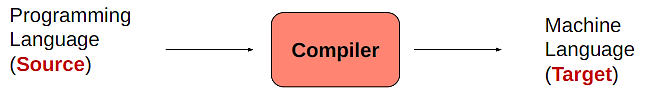 Programming
Language
(Source)
Compiler
Machine
Language
(Target)